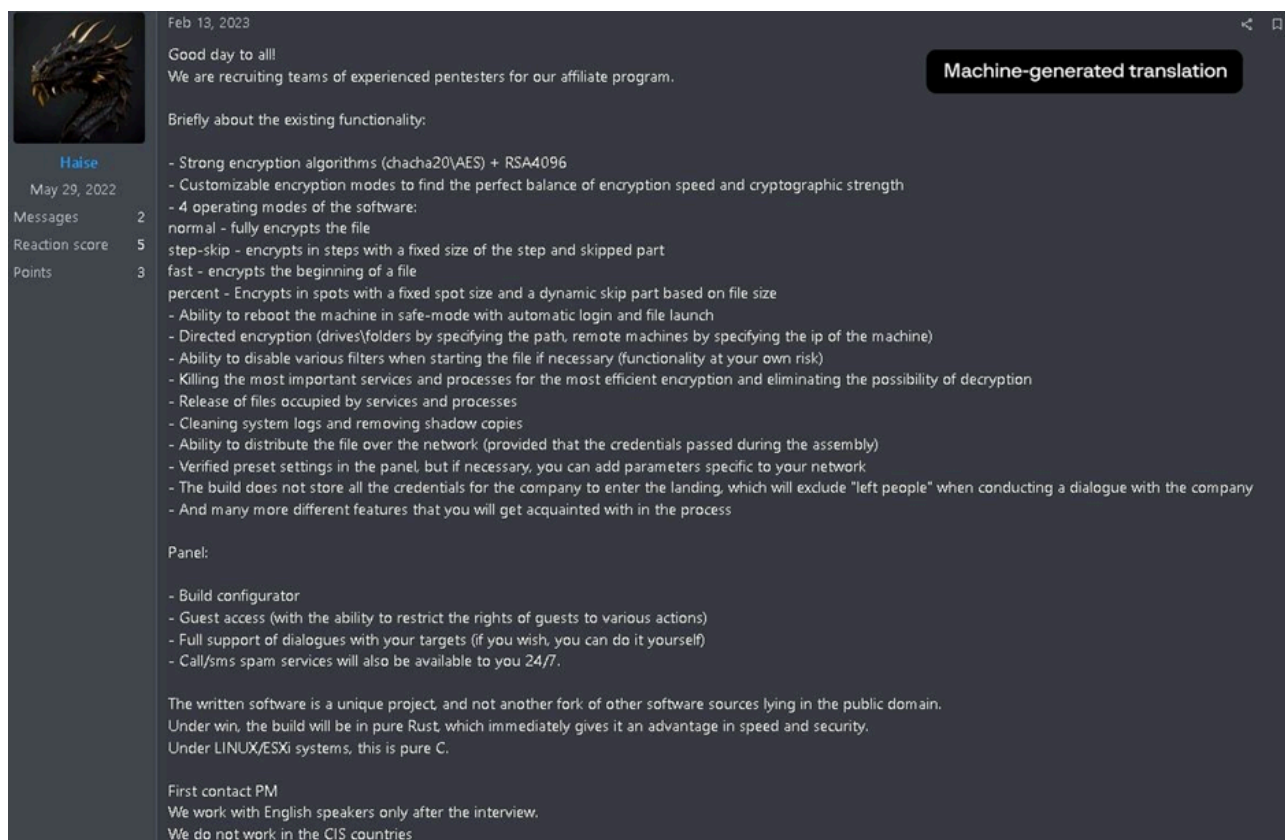 Feb 13, 2023
Machine-generated translation
Haise
May 29, 2022
Messages 2
Reaction score 5
Points 3
Good day to all!
We are recruiting teams of experienced pentesters for our affiliate program.
Briefly about the existing functionality:
- Strong encryption algorithms (chacha20\AES) + RSA4096
- Customizable encryption modes to find the perfect balance of encryption speed and cryptographic strength
- 4 operating modes of the software:
normal - fully encrypts the file
step-skip - encrypts in steps with a fixed size of the step and skipped part
fast - encrypts the beginning of a file
percent - Encrypts in spots with a fixed spot size and a dynamic skip part based on file size
- Ability to reboot the machine in safe-mode with automatic login and file launch
- Directed encryption (drives\folders by specifying the path, remote machines by specifying the ip of the machine)
- Ability to disable various filters when starting the file if necessary (functionality at your own risk)
- Killing the most important services and processes for the most efficient encryption and eliminating the possibility of decryption
- Release of files occupied by services and processes
- Cleaning system logs and removing shadow copies
- Ability to distribute the file over the network (provided that the credentials passed during the assembly)
- Verified preset settings in the panel, but if necessary, you can add parameters specific to your network
- The build does not store all the credentials for the company to enter the landing, which will exclude "left people" when conducting a dialogue with the company
- And many more different features that you will get acquainted with in the process
Panel:
- Build configurator
- Guest access (with the ability to restrict the rights of guests to various actions)
- Full support of dialogues with your targets (if you wish, you can do it yourself)
- Call/sms spam services will also be available to you 24/7.
The written software is a unique project, and not another fork of other software sources lying in the public domain.
Under win, the build will be in pure Rust, which immediately gives it an advantage in speed and security.
Under LINUX/ESXi systems, this is pure C.
First contact PM
We work with English speakers only after the interview.
We do not work in the CIS countries